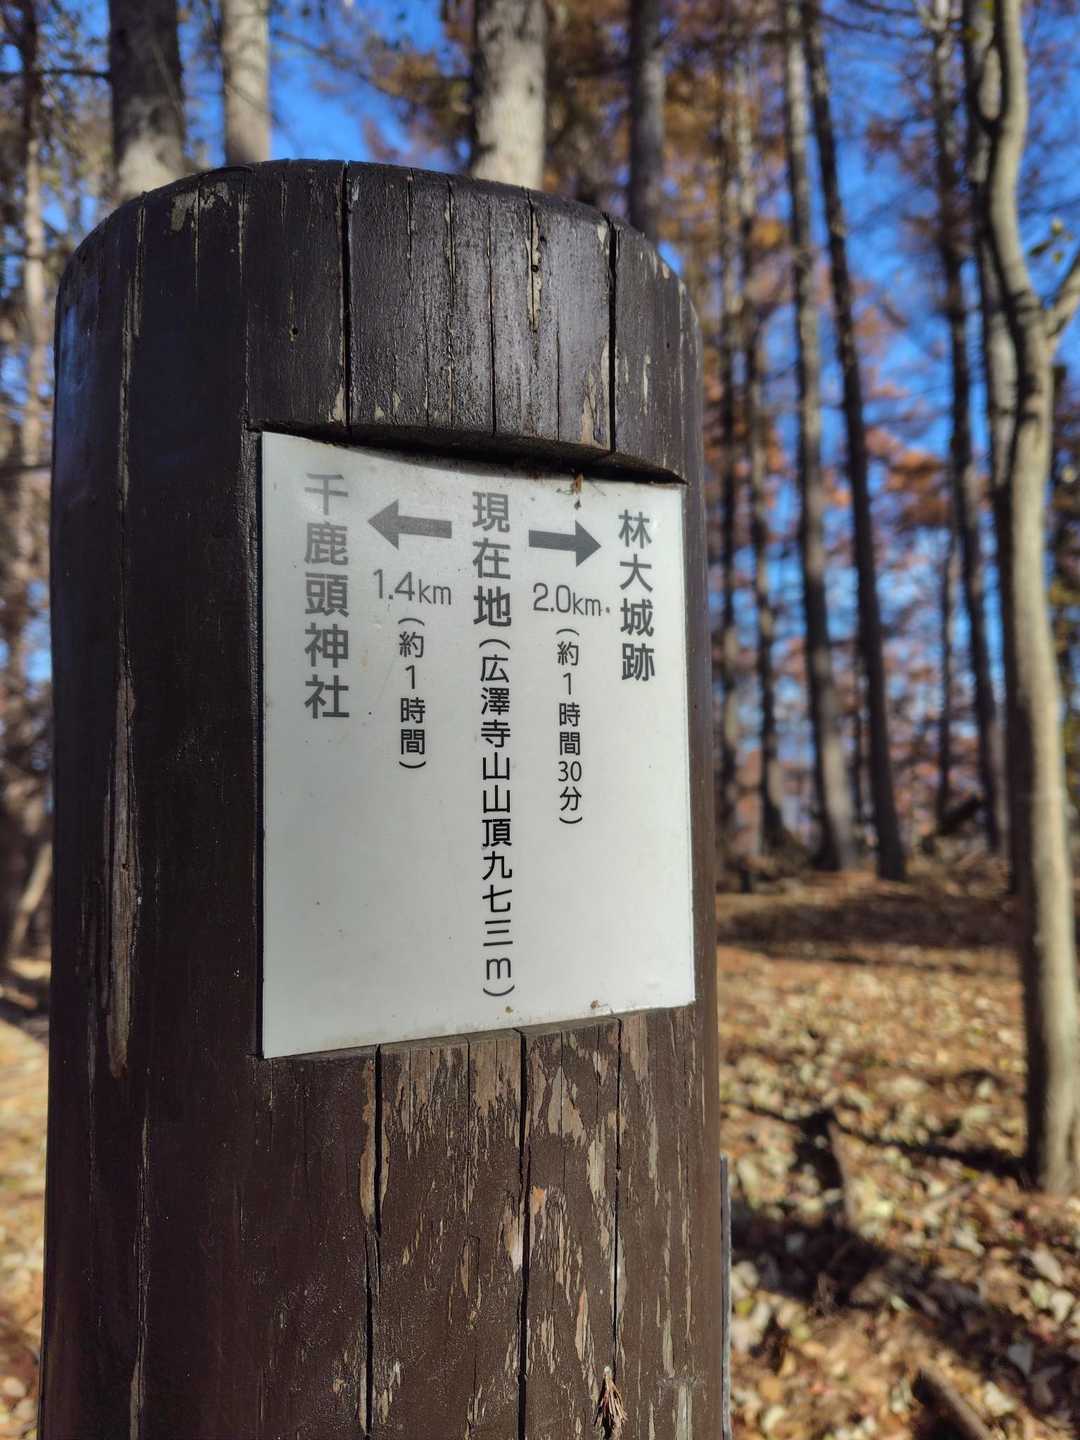 林大城跡
2.0km
（約1時間30分）
現在地（広澤寺山山頂九七三m）
1.4km
（約1時間）
千鹿頭神社